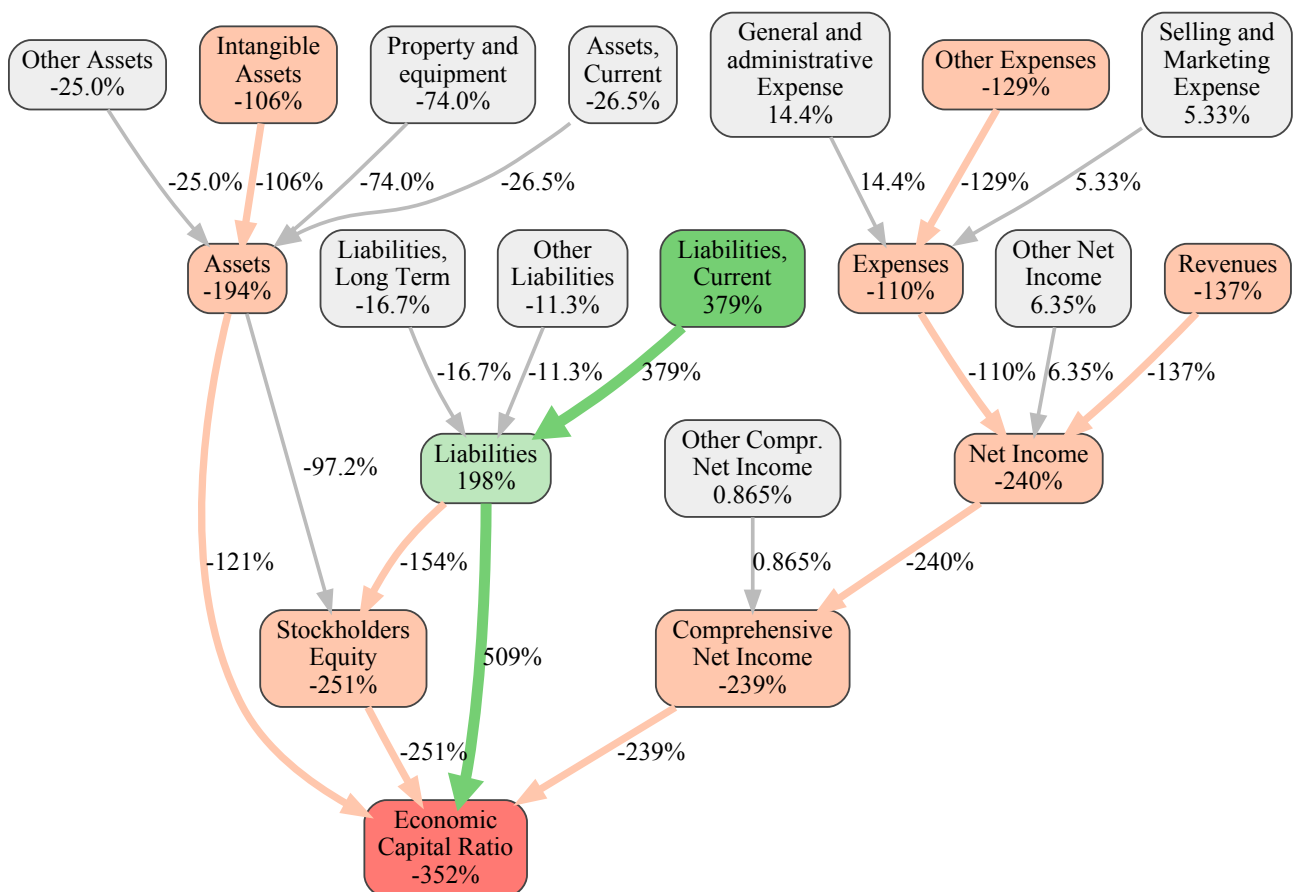 Other Assets
-25.0%
Intangible
Assets
-106%
Property and
equipment
-74.0%
Assets,
Current
-26.5%
General and
administrative
Expense
14.4%
Other Expenses
-129%
Selling and
Marketing
Expense
5.33%
-25.0%
-106%
-74.0%
-26.5%
14.4%
-129%
5.33%
Assets
-194%
Liabilities,
Long Term
-16.7%
Other
Liabilities
-11.3%
Liabilities,
Current
379%
Expenses
-110%
Other Net
Income
6.35%
Revenues
-137%
-16.7%
-11.3%
379%
-110%
6.35%
-137%
-97.2%
Liabilities
198%
Other Compr.
Net Income
0.865%
Net Income
-240%
-121%
-154%
0.865%
-240%
Stockholders
Equity
-251%
509%
Comprehensive
Net Income
-239%
-251%
-239%
Economic
Capital Ratio
-352%